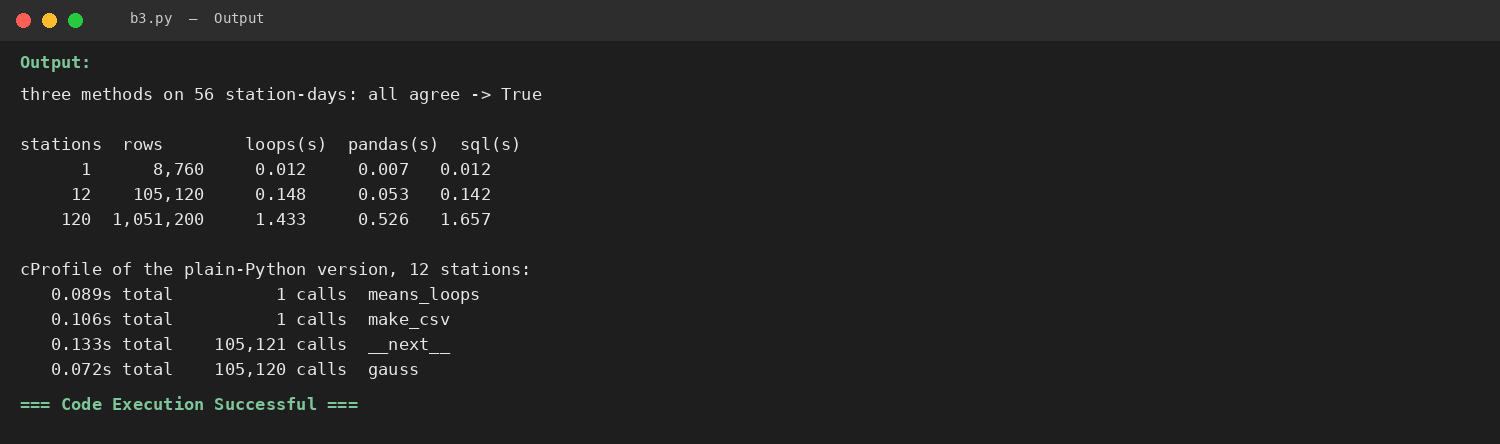 b3.py — Output
Output:
three methods on 56 station-days: all agree -> True
stations  rows        loops(s)  pandas(s)  sql(s)
      1      8,760     0.012     0.007   0.012
     12    105,120     0.148     0.053   0.142
    120  1,051,200     1.433     0.526   1.657
cProfile of the plain-Python version, 12 stations:
   0.089s total          1 calls  means_loops
   0.106s total          1 calls  make_csv
   0.133s total    105,121 calls  __next__
   0.072s total    105,120 calls  gauss
=== Code Execution Successful ===